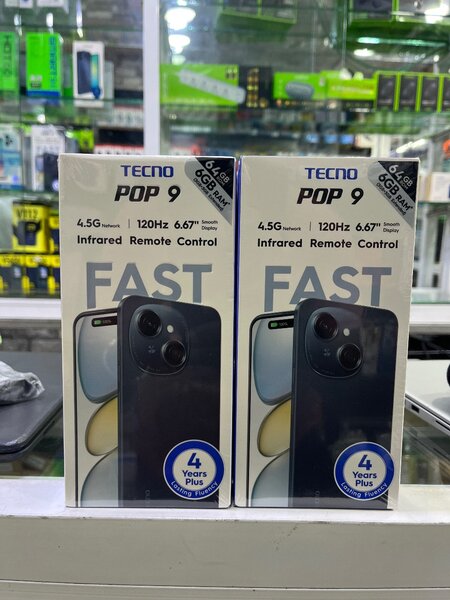 TECNO
POP 9
64GB
6GB RAM*
4.5G Network | 120Hz 6.67" Smooth Display
Infrared Remote Control
FAST
100%
4
Years
Plus
Lasting Fluency
TECNO
POP 9
64GB
6GB RAM*
4.5G Network | 120Hz 6.67" Smooth Display
Infrared Remote Control
FAST
100%
4
Years
Plus
Lasting Fluency